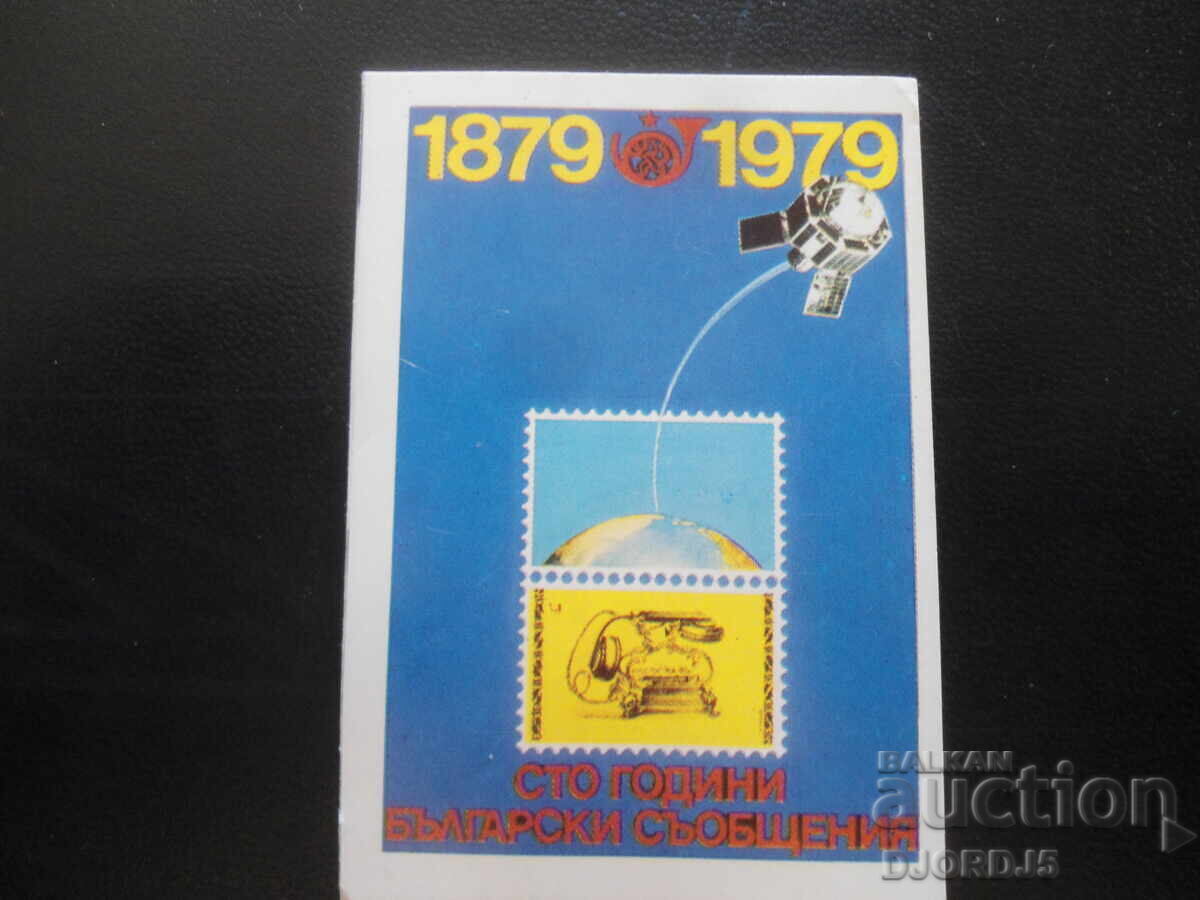 1879 1979
СТО ГОДИНИ
БЪЛГАРСКИ СЪОБЩЕНИЯ
BALKAN
auction
DJORDJ5